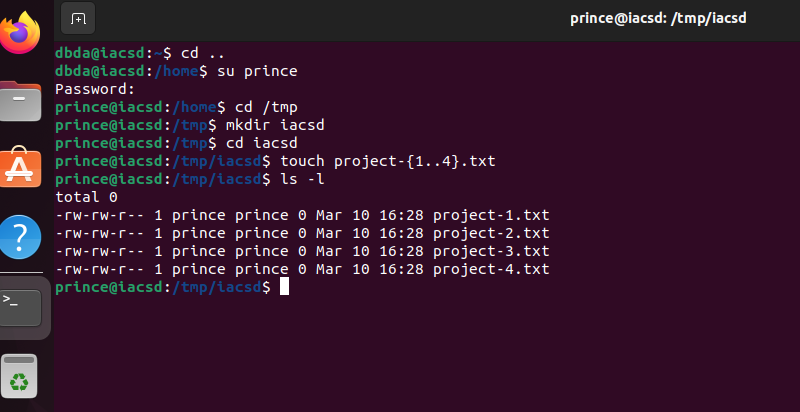 prince@iacsd: /tmp/iacsd
dbda@iacsd:~$ cd ..
dbda@iacsd:/home$ su prince
Password:
prince@iacsd:/home$ cd /tmp
prince@iacsd:/tmp$ mkdir iacsd
prince@iacsd:/tmp$ cd iacsd
prince@iacsd:/tmp/iacsd$ touch project-{1..4}.txt
prince@iacsd:/tmp/iacsd$ ls -l
total 0
-rw-rw-r-- 1 prince prince 0 Mar 10 16:28 project-1.txt
-rw-rw-r-- 1 prince prince 0 Mar 10 16:28 project-2.txt
-rw-rw-r-- 1 prince prince 0 Mar 10 16:28 project-3.txt
-rw-rw-r-- 1 prince prince 0 Mar 10 16:28 project-4.txt
prince@iacsd:/tmp/iacsd$